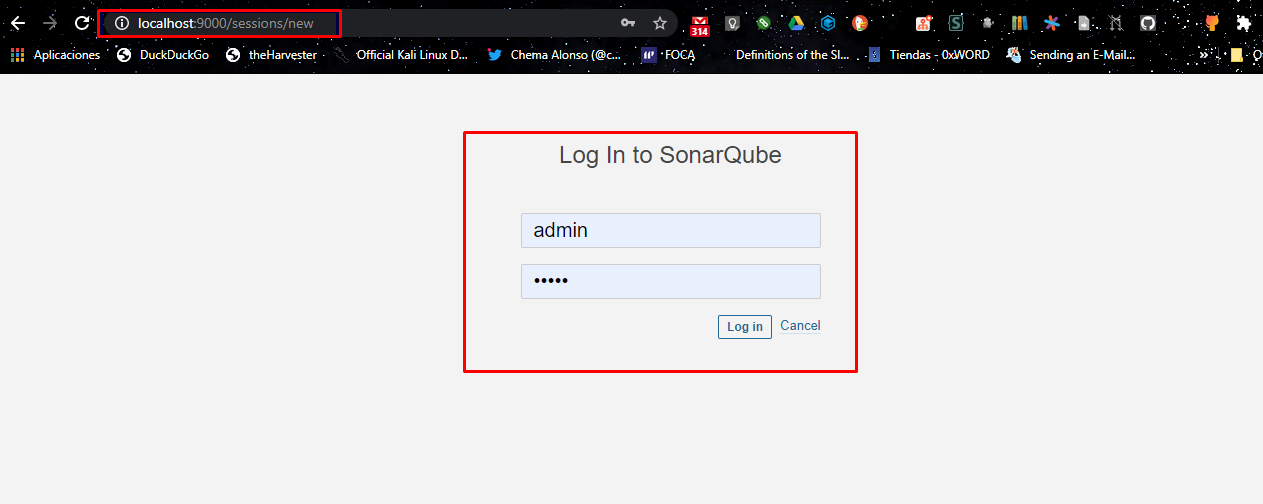 localhost:9000/sessions/new
314
Aplicaciones DuckDuckGo theHarvester Official Kali Linux D... Chema Alonso (@c... FOCA Definitions of the SI... Tiendas - 0xWORD Sending an E-Mail... » O
Log In to SonarQube
admin
•••••
Log in Cancel